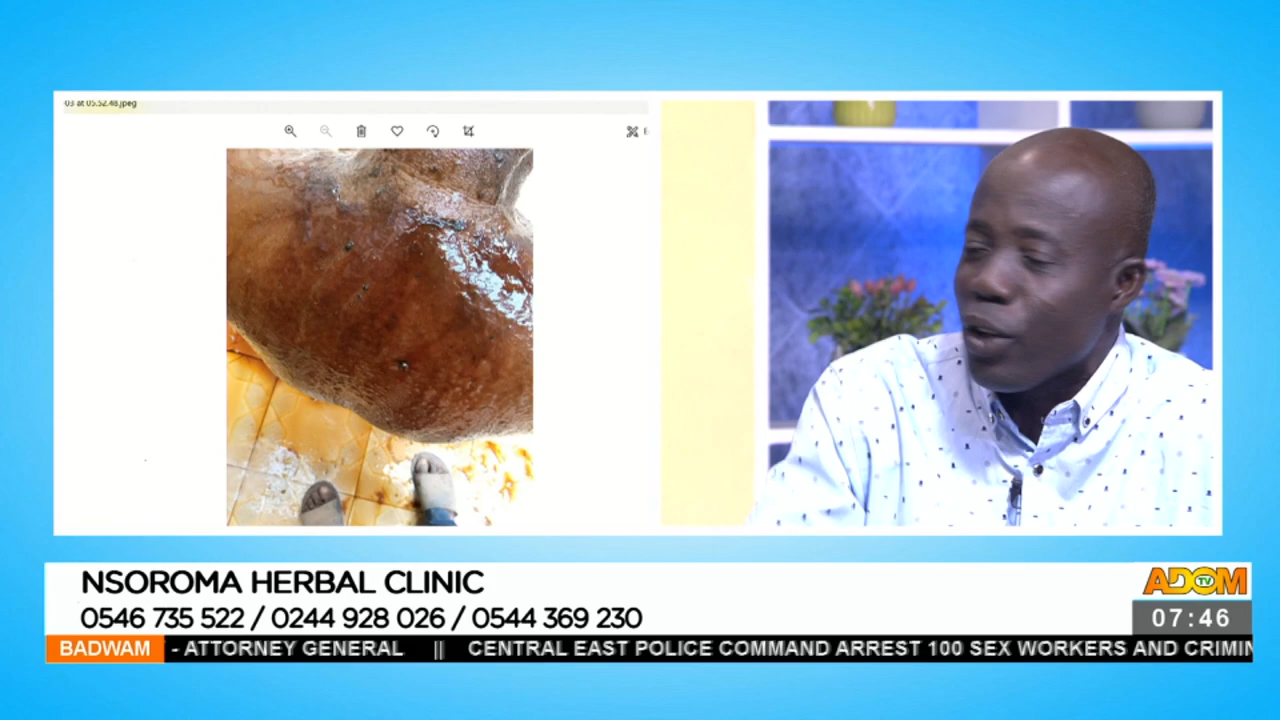 03 at 05.52.48.jpeg
NSOROMA HERBAL CLINIC
0546 735 522 / 0244 928 026 / 0544 369 230
ADOM TV
07:46
BADWAM - ATTORNEY GENERAL || CENTRAL EAST POLICE COMMAND ARREST 100 SEX WORKERS AND CRIMIN